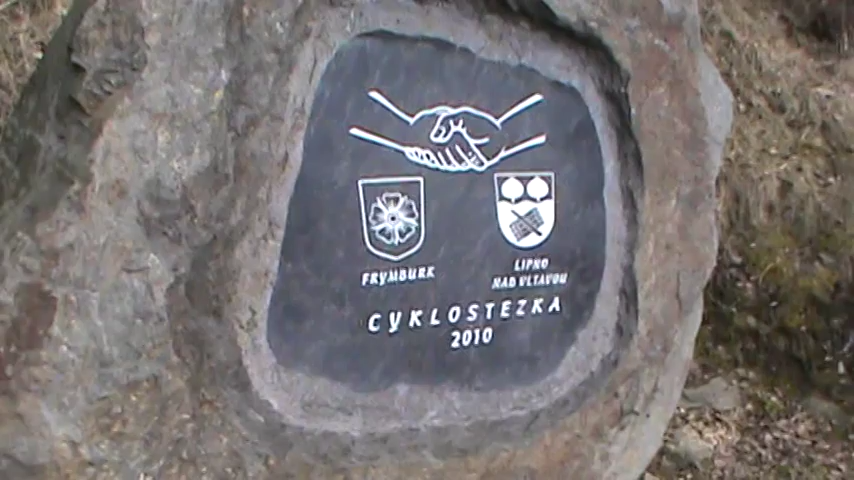 FRYMBURK
LIPNO
NAD VLTAVOU
CYKLOSTEZKA
2010